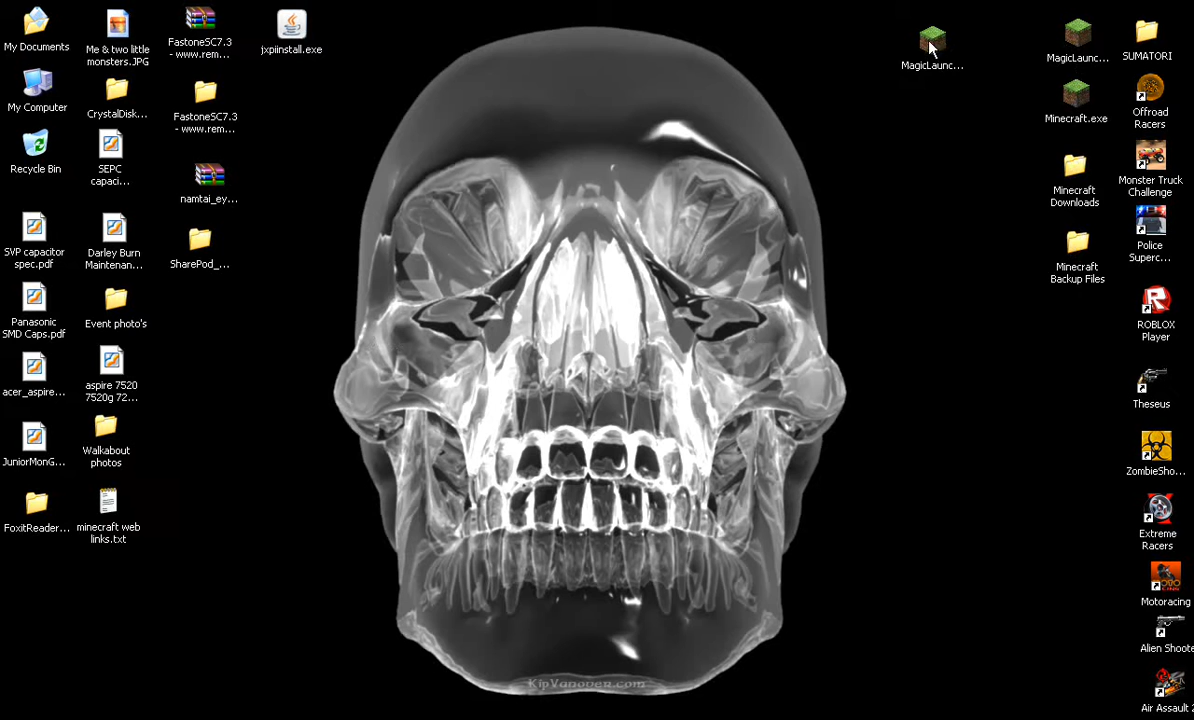 My Documents
Me & two little
monsters.JPG
FastoneSC7.3
- www.rem...
jxpiinstall.exe
MagicLaunc...
MagicLaunc...
SUMATORI
My Computer
CrystalDisk...
FastoneSC7.3
- www.rem...
Minecraft.exe
Offroad
Racers
Recycle Bin
SEPC
capaci...
namtai_ey...
Minecraft
Downloads
Monster Truck
Challenge
SVP capacitor
spec.pdf
Darley Burn
Maintenan...
SharePod_...
Minecraft
Backup Files
Police
Superc...
Panasonic
SMD Caps.pdf
Event photo's
ROBLOX
Player
acer_aspire...
aspire 7520
7520g 72...
Theseus
JuniorMonG...
Walkabout
photos
ZombieSho...
FoxitReader...
minecraft web
links.txt
Extreme
Racers
MOTO
Motoracing
Alien Shoote
Air Assault 2
KipVanover.com